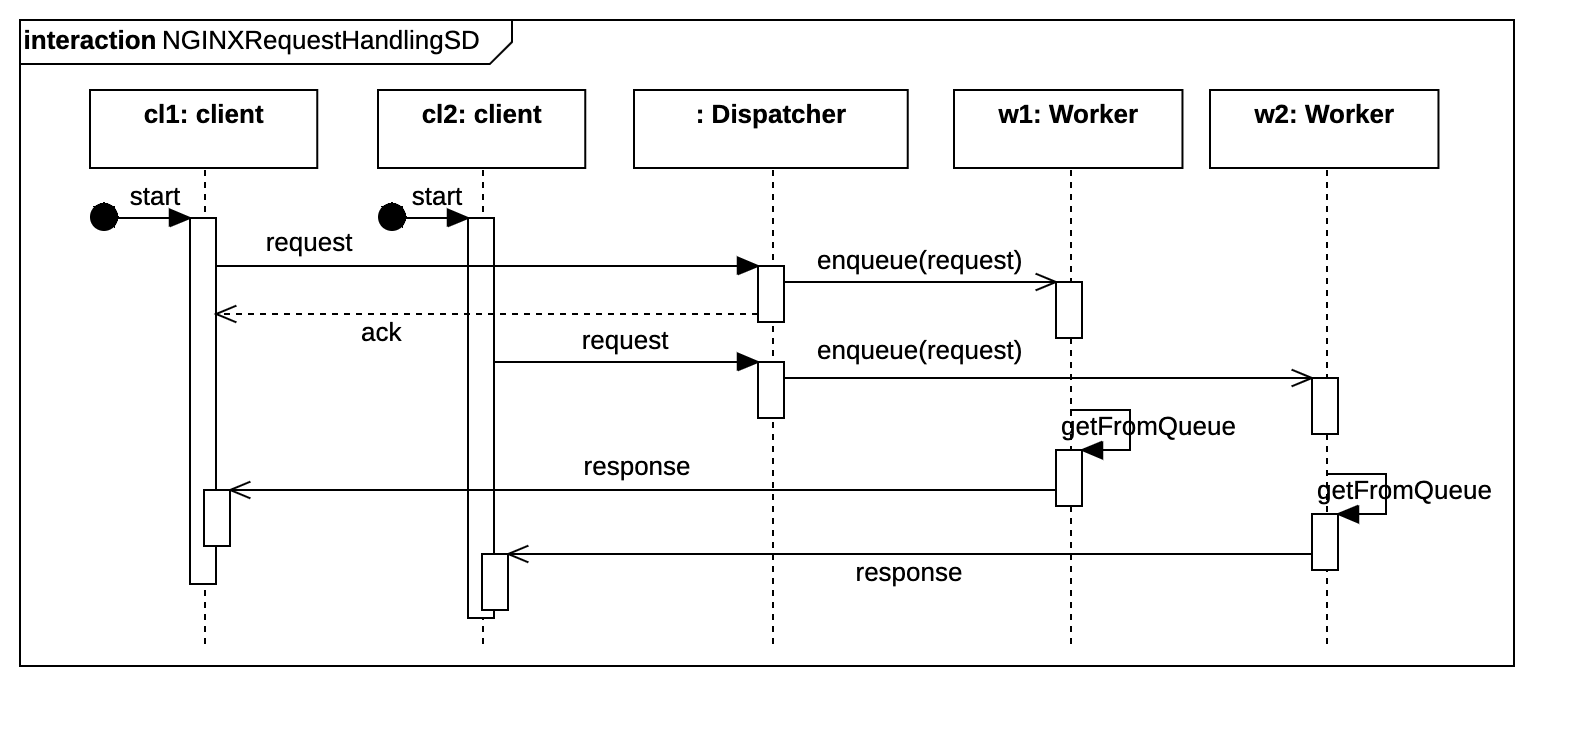 interaction NGINXRequestHandlingSD
cl1: client
cl2: client
: Dispatcher
w1: Worker
w2: Worker
start
start
request
enqueue(request)
ack
request
enqueue(request)
getFromQueue
response
getFromQueue
response